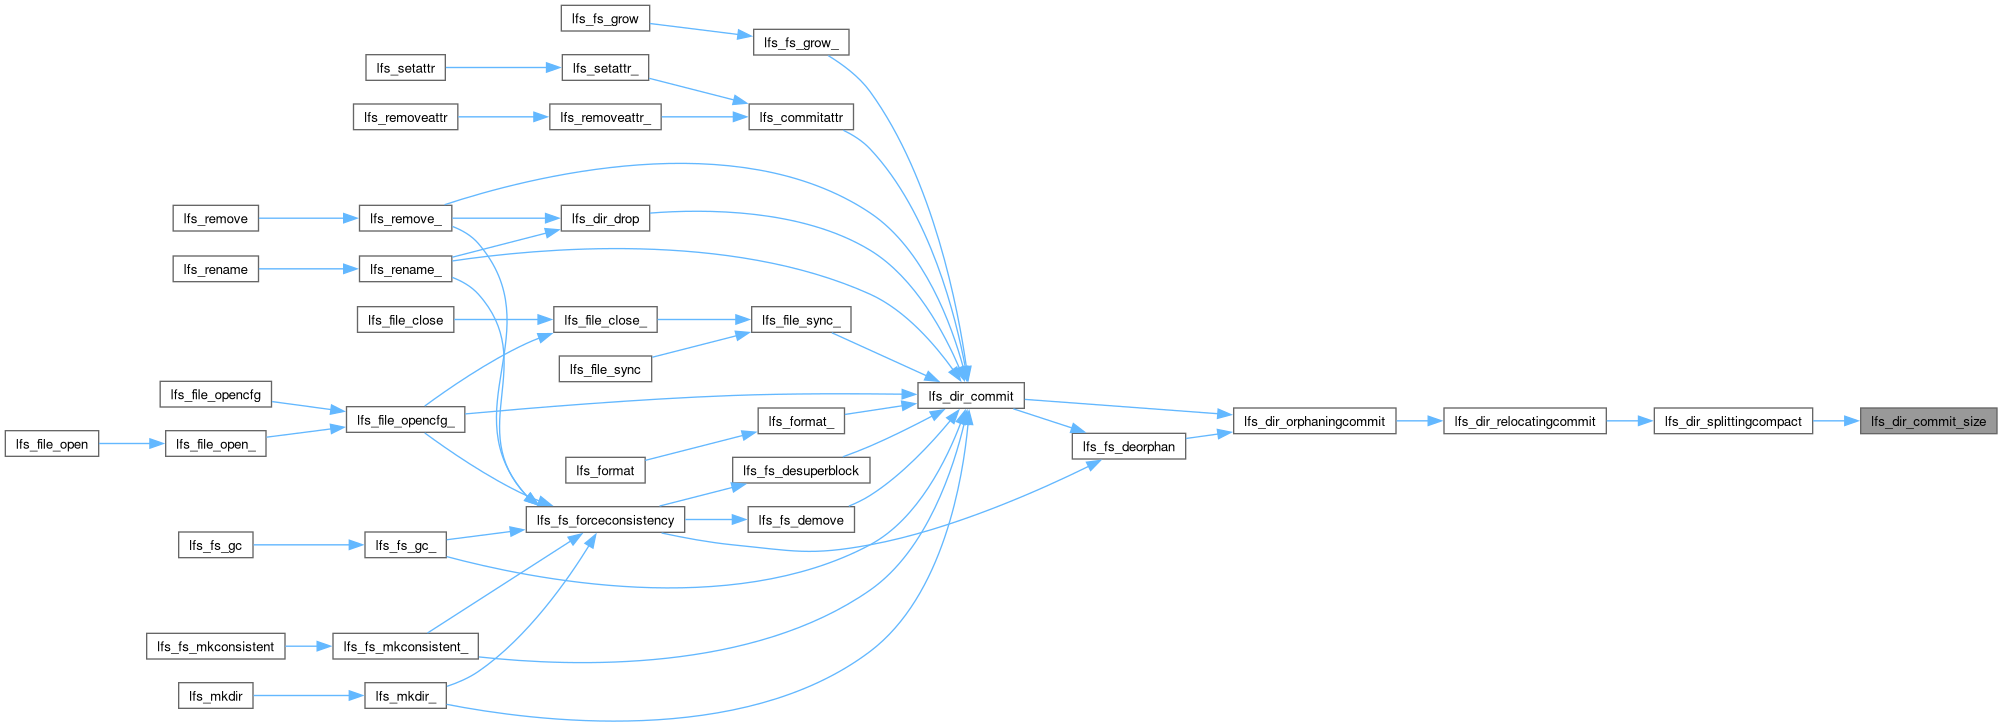 lfs_fs_grow
lfs_fs_grow_
lfs_setattr
lfs_setattr_
lfs_removeattr
lfs_removeattr_
lfs_commitattr
lfs_remove
lfs_remove_
lfs_dir_drop
lfs_rename
lfs_rename_
lfs_file_close
lfs_file_close_
lfs_file_sync_
lfs_file_sync
lfs_file_opencfg
lfs_dir_commit
lfs_file_open
lfs_file_open_
lfs_file_opencfg_
lfs_format_
lfs_dir_orphaningcommit
lfs_dir_relocatingcommit
lfs_dir_splittingcompact
lfs_dir_commit_size
lfs_fs_deorphan
lfs_format
lfs_fs_desuperblock
lfs_fs_forceconsistency
lfs_fs_demove
lfs_fs_gc
lfs_fs_gc_
lfs_fs_mkconsistent
lfs_fs_mkconsistent_
lfs_mkdir
lfs_mkdir_